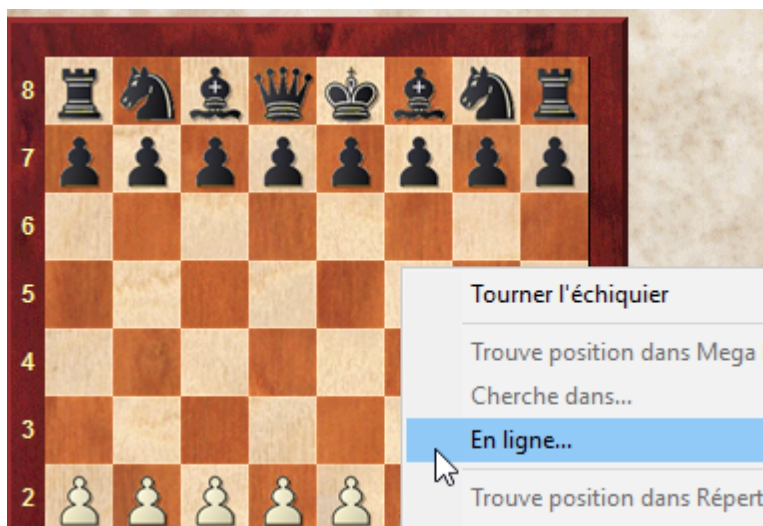 8
7
6
5
Tourner l'échiquier
4
Trouve position dans Mega
Cherche dans...
3
En ligne...
2
Trouve position dans Répert